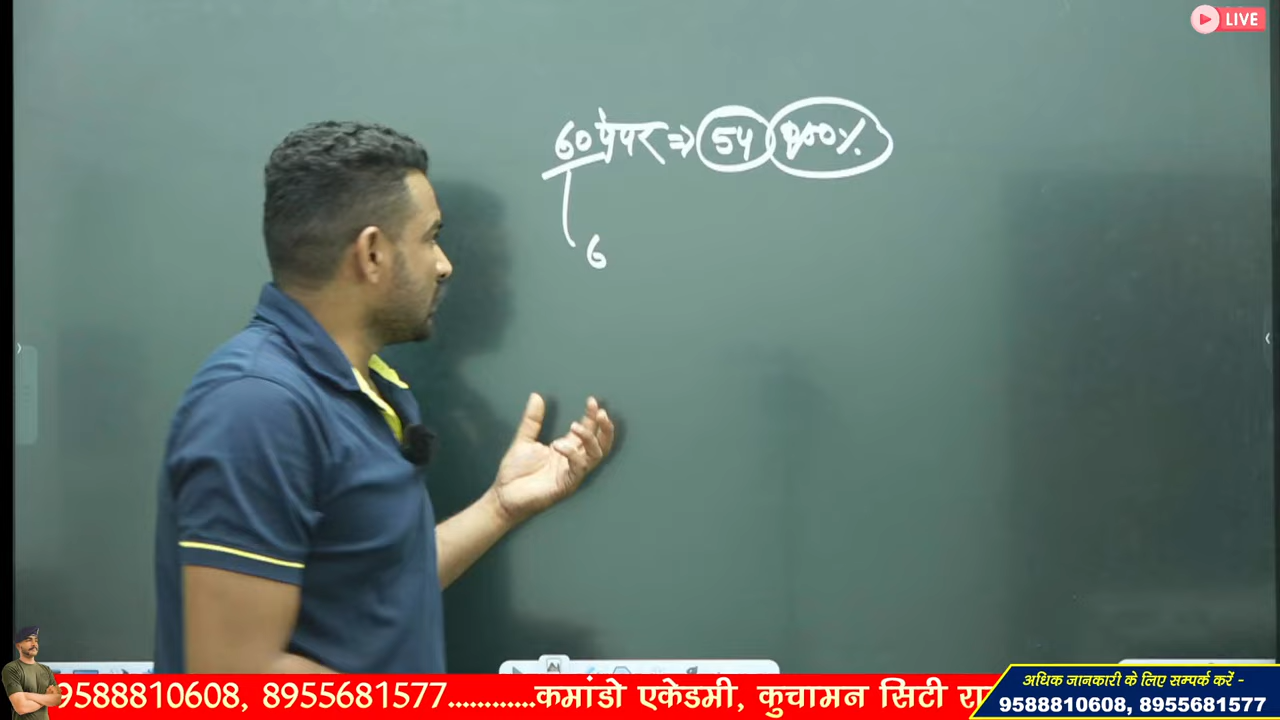 LIVE
60 पेपर ⇒ 54 100%
6
9588810608, 8955681577............कमांडो एकेडमी, कुचामन सिटी रा
अधिक जानकारी के लिए सम्पर्क करें -
9588810608, 8955681577